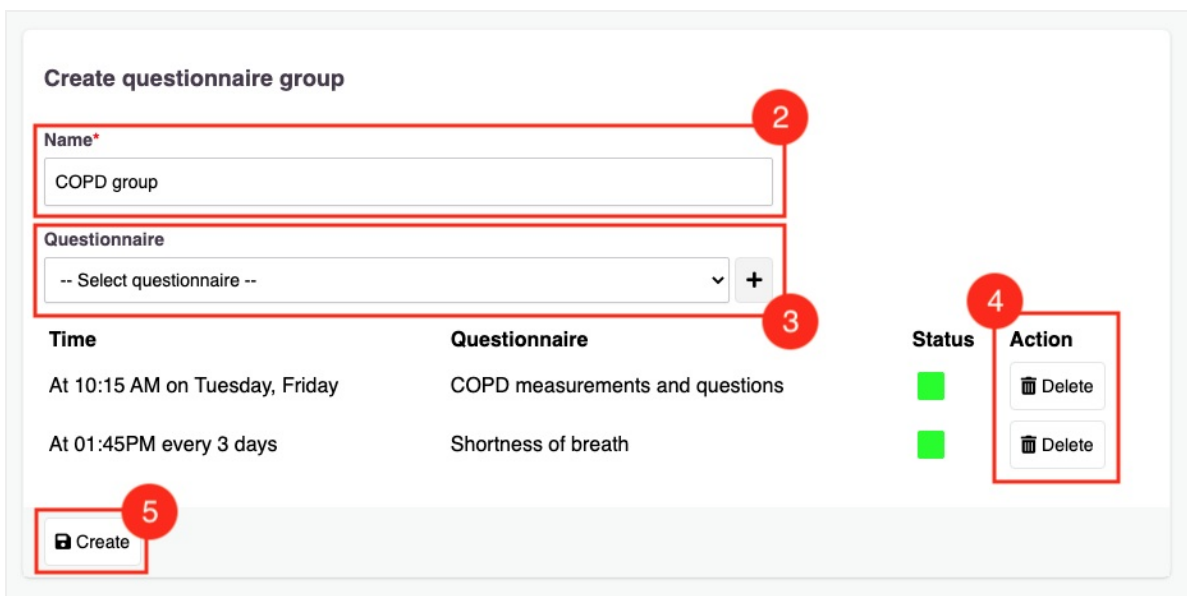 Create questionnaire group
2
Name*
COPD group
Questionnaire
-- Select questionnaire -- +
3
4
Time Questionnaire Status Action
At 10:15 AM on Tuesday, Friday COPD measurements and questions Delete
At 01:45PM every 3 days Shortness of breath Delete
5
Create